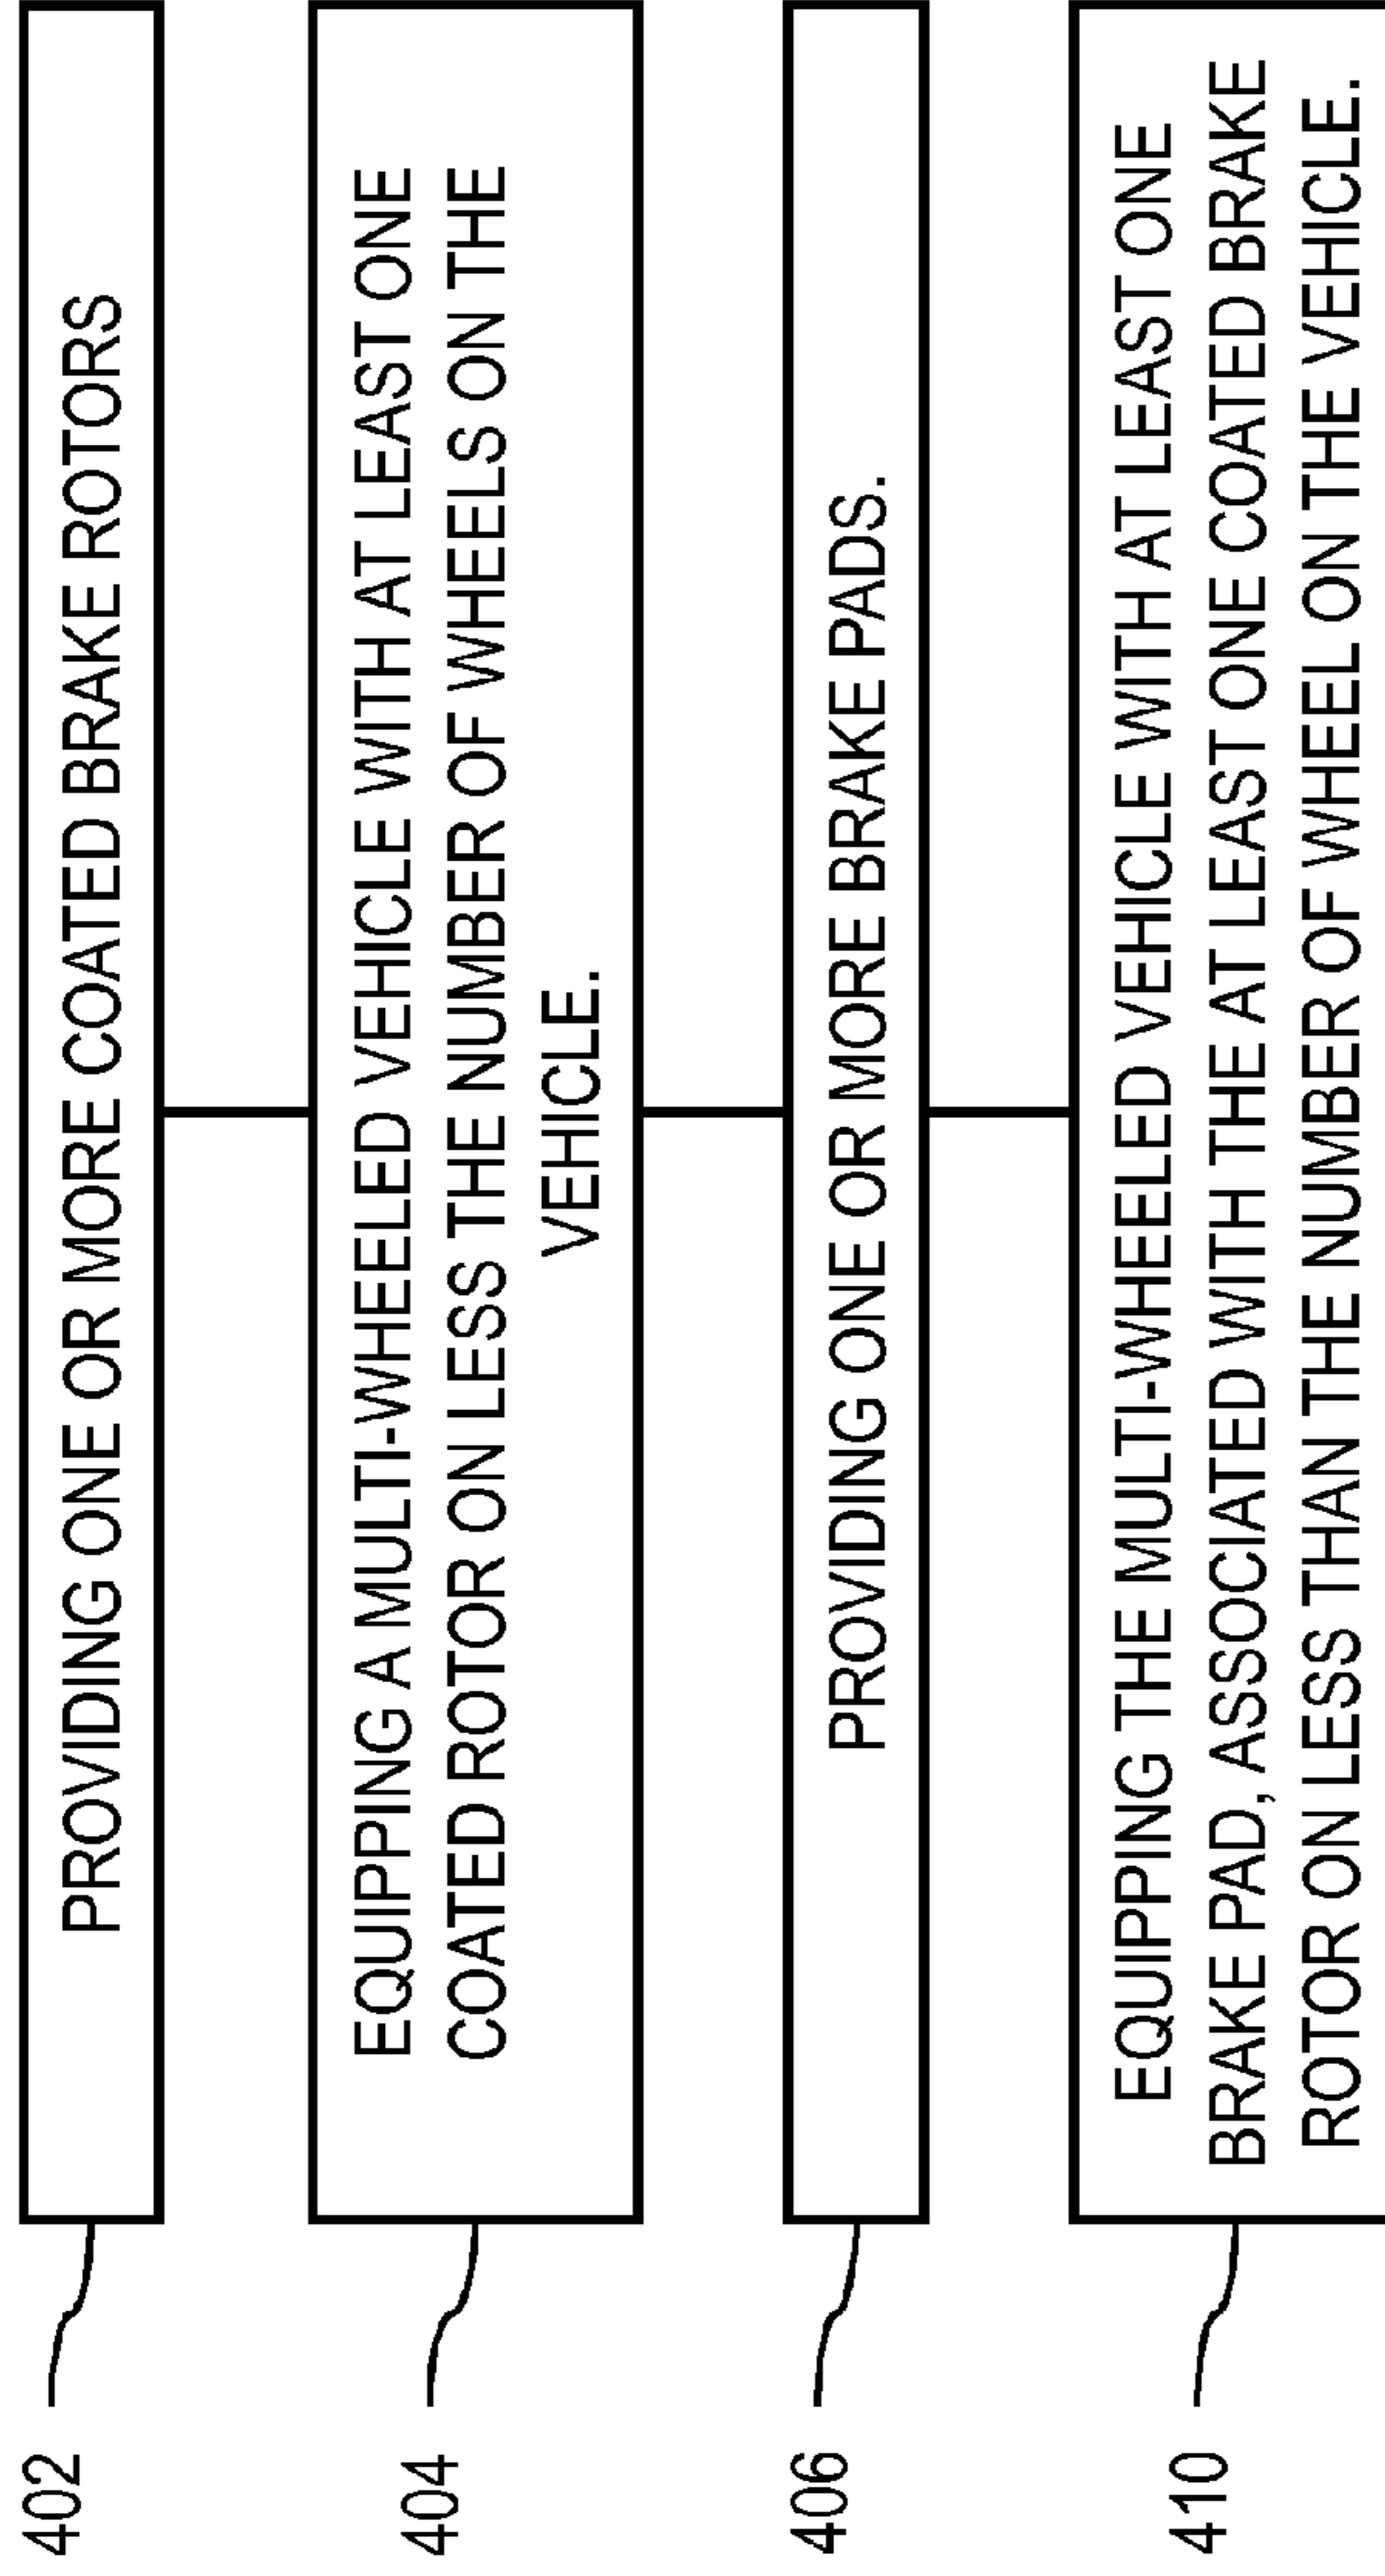 402
PROVIDING ONE OR MORE COATED BRAKE ROTORS
404
EQUIPPING A MULTI-WHEELED VEHICLE WITH AT LEAST ONE
COATED ROTOR ON LESS THE NUMBER OF WHEELS ON THE
VEHICLE.
406
PROVIDING ONE OR MORE BRAKE PADS.
410
EQUIPPING THE MULTI-WHEELED VEHICLE WITH AT LEAST ONE
BRAKE PAD, ASSOCIATED WITH THE AT LEAST ONE COATED BRAKE
ROTOR ON LESS THAN THE NUMBER OF WHEEL ON THE VEHICLE.